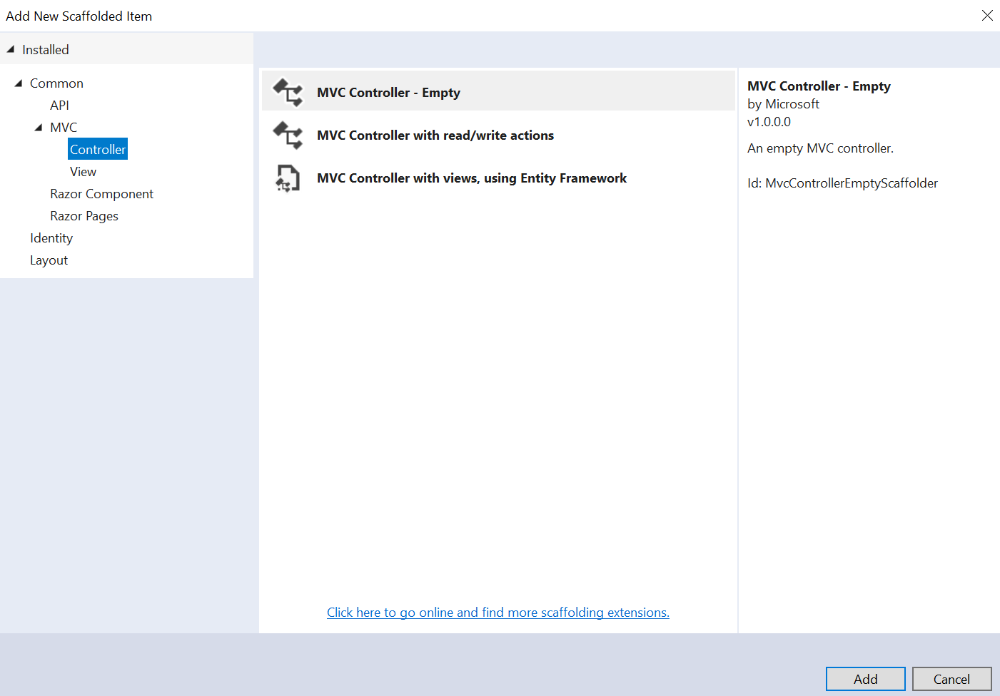 Add New Scaffolded Item
Installed
Common
API
MVC
Controller
View
Razor Component
Razor Pages
Identity
Layout
MVC Controller - Empty
MVC Controller with read/write actions
MVC Controller with views, using Entity Framework
Click here to go online and find more scaffolding extensions.
MVC Controller - Empty
by Microsoft
v1.0.0.0
An empty MVC controller.
Id: MvcControllerEmptyScaffolder
Add
Cancel